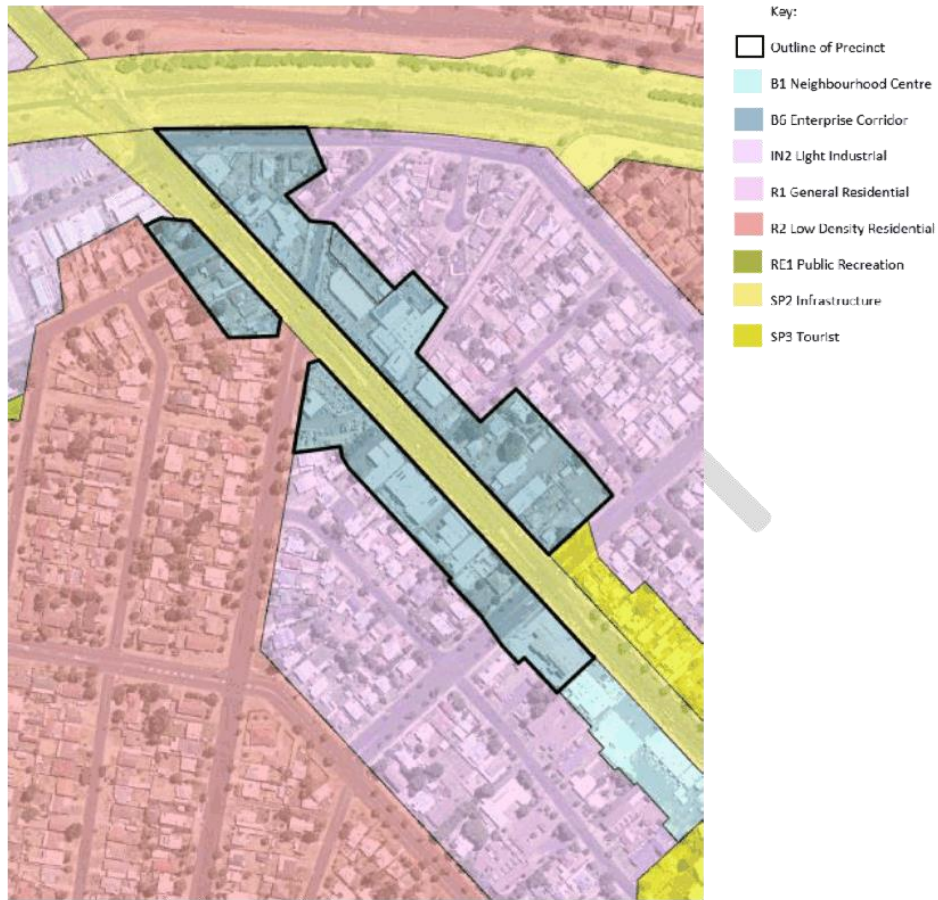 Key:
Outline of Precinct
B1 Neighbourhood Centre
B6 Enterprise Corridor
IN2 Light Industrial
R1 General Residential
R2 Low Density Residential
RE1 Public Recreation
SP2 Infrastructure
SP3 Tourist